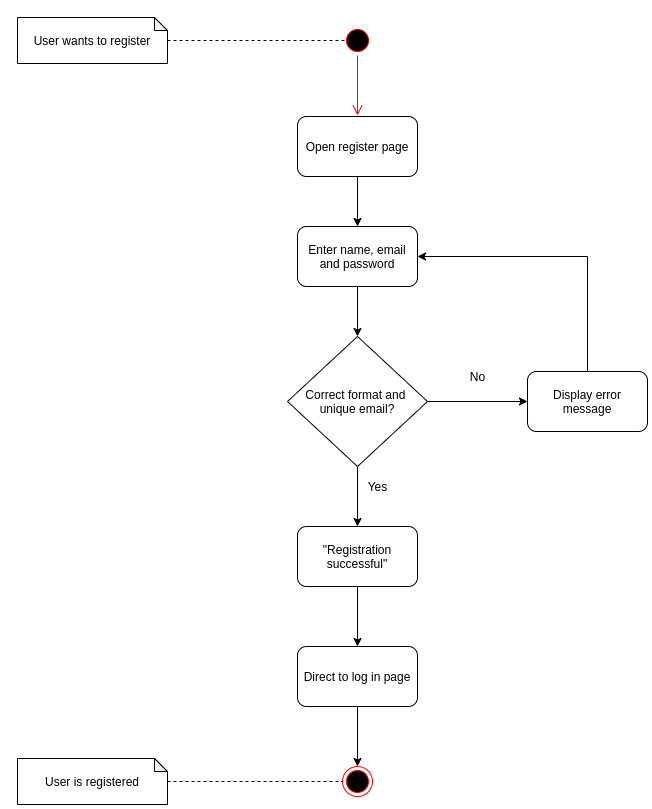 User wants to register
Open register page
Enter name, email
and password
Correct format and
unique email?
No
Display error
message
Yes
"Registration
successful"
Direct to log in page
User is registered